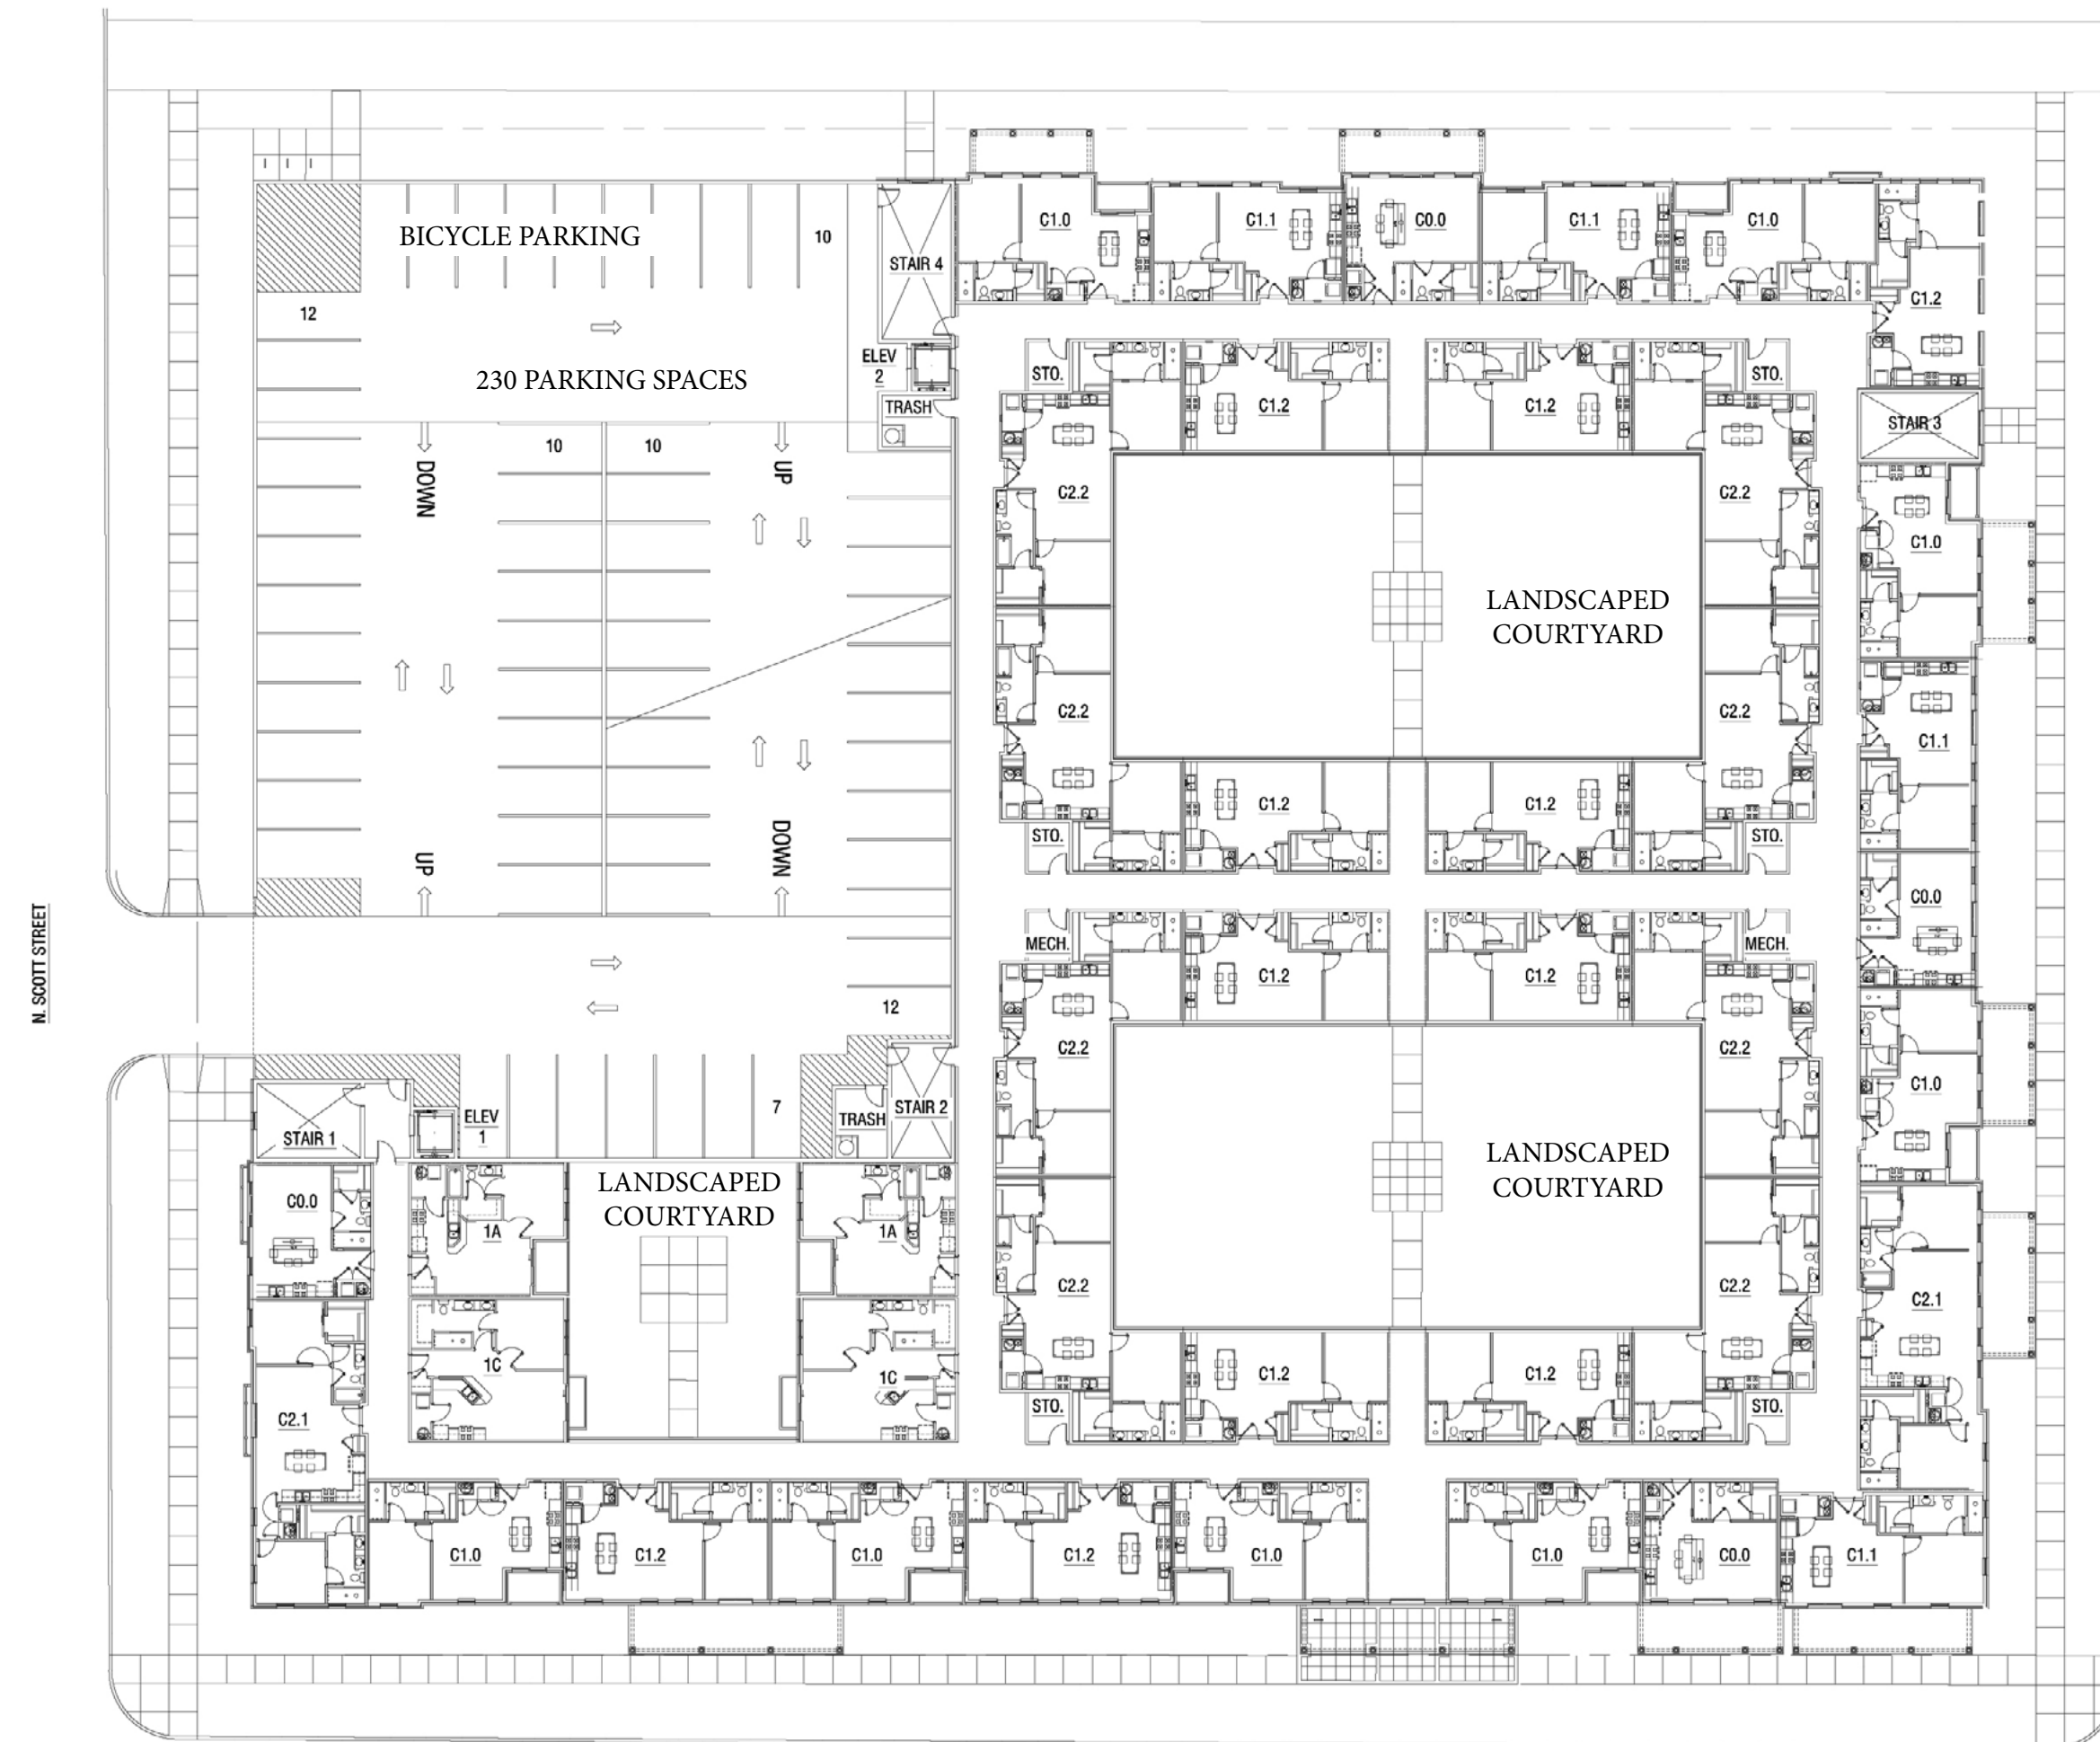 C1.0
C1.1
C0.0
C1.1
C1.0
BICYCLE PARKING
10
STAIR 4
C1.2
12
230 PARKING SPACES
ELEV
2
TRASH
STO.
C1.2
C1.2
STO.
STAIR 3
10
10
DOWN
UP
C2.2
C2.2
C1.0
LANDSCAPED
COURTYARD
C2.2
C2.2
C1.1
STO.
C1.2
C1.2
STO.
UP
DOWN
C0.0
N. SCOTT STREET
MECH.
C1.2
C1.2
MECH.
12
C2.2
C2.2
C1.0
STAIR 1
ELEV
1
7
TRASH
STAIR 2
LANDSCAPED
COURTYARD
LANDSCAPED
COURTYARD
C0.0
1A
1A
C2.2
C2.2
C2.1
1C
1C
C1.2
C1.2
C2.1
STO.
STO.
C1.0
C1.2
C1.0
C1.2
C1.0
C1.0
C0.0
C1.1